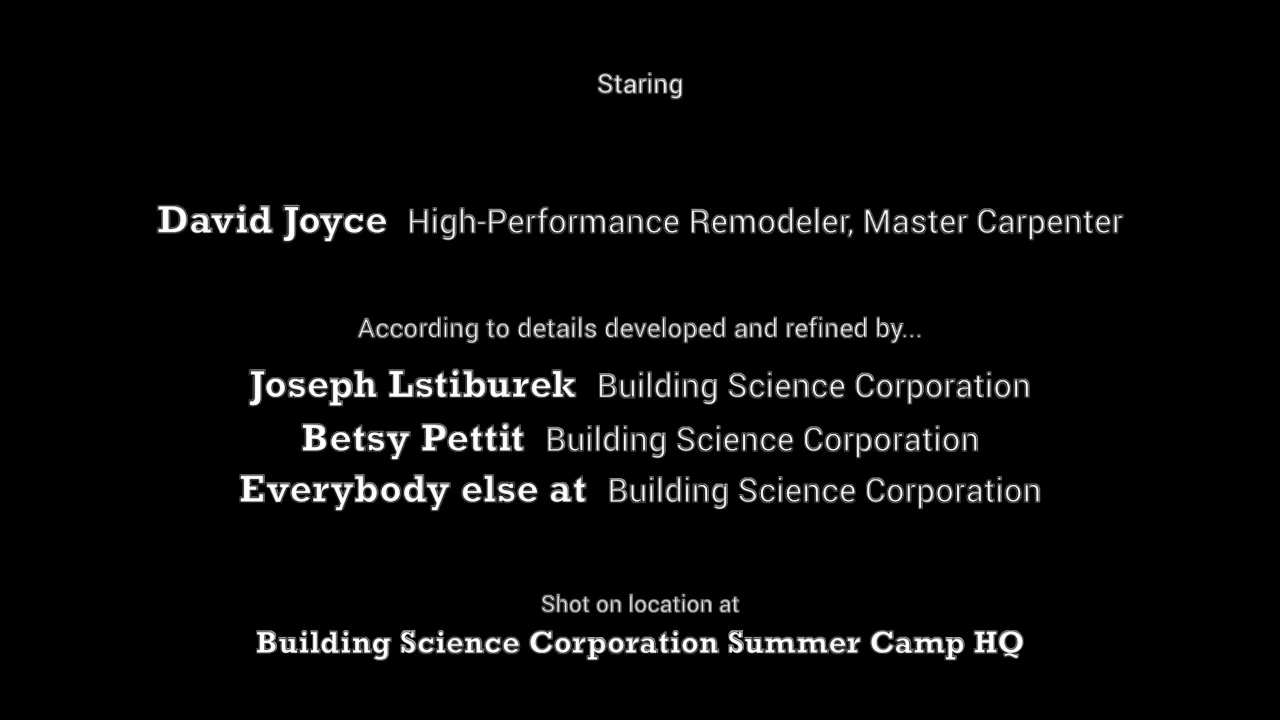 Staring
David Joyce High-Performance Remodeler, Master Carpenter
According to details developed and refined by...
Joseph Lstiburek Building Science Corporation
Betsy Pettit Building Science Corporation
Everybody else at Building Science Corporation
Shot on location at
Building Science Corporation Summer Camp HQ